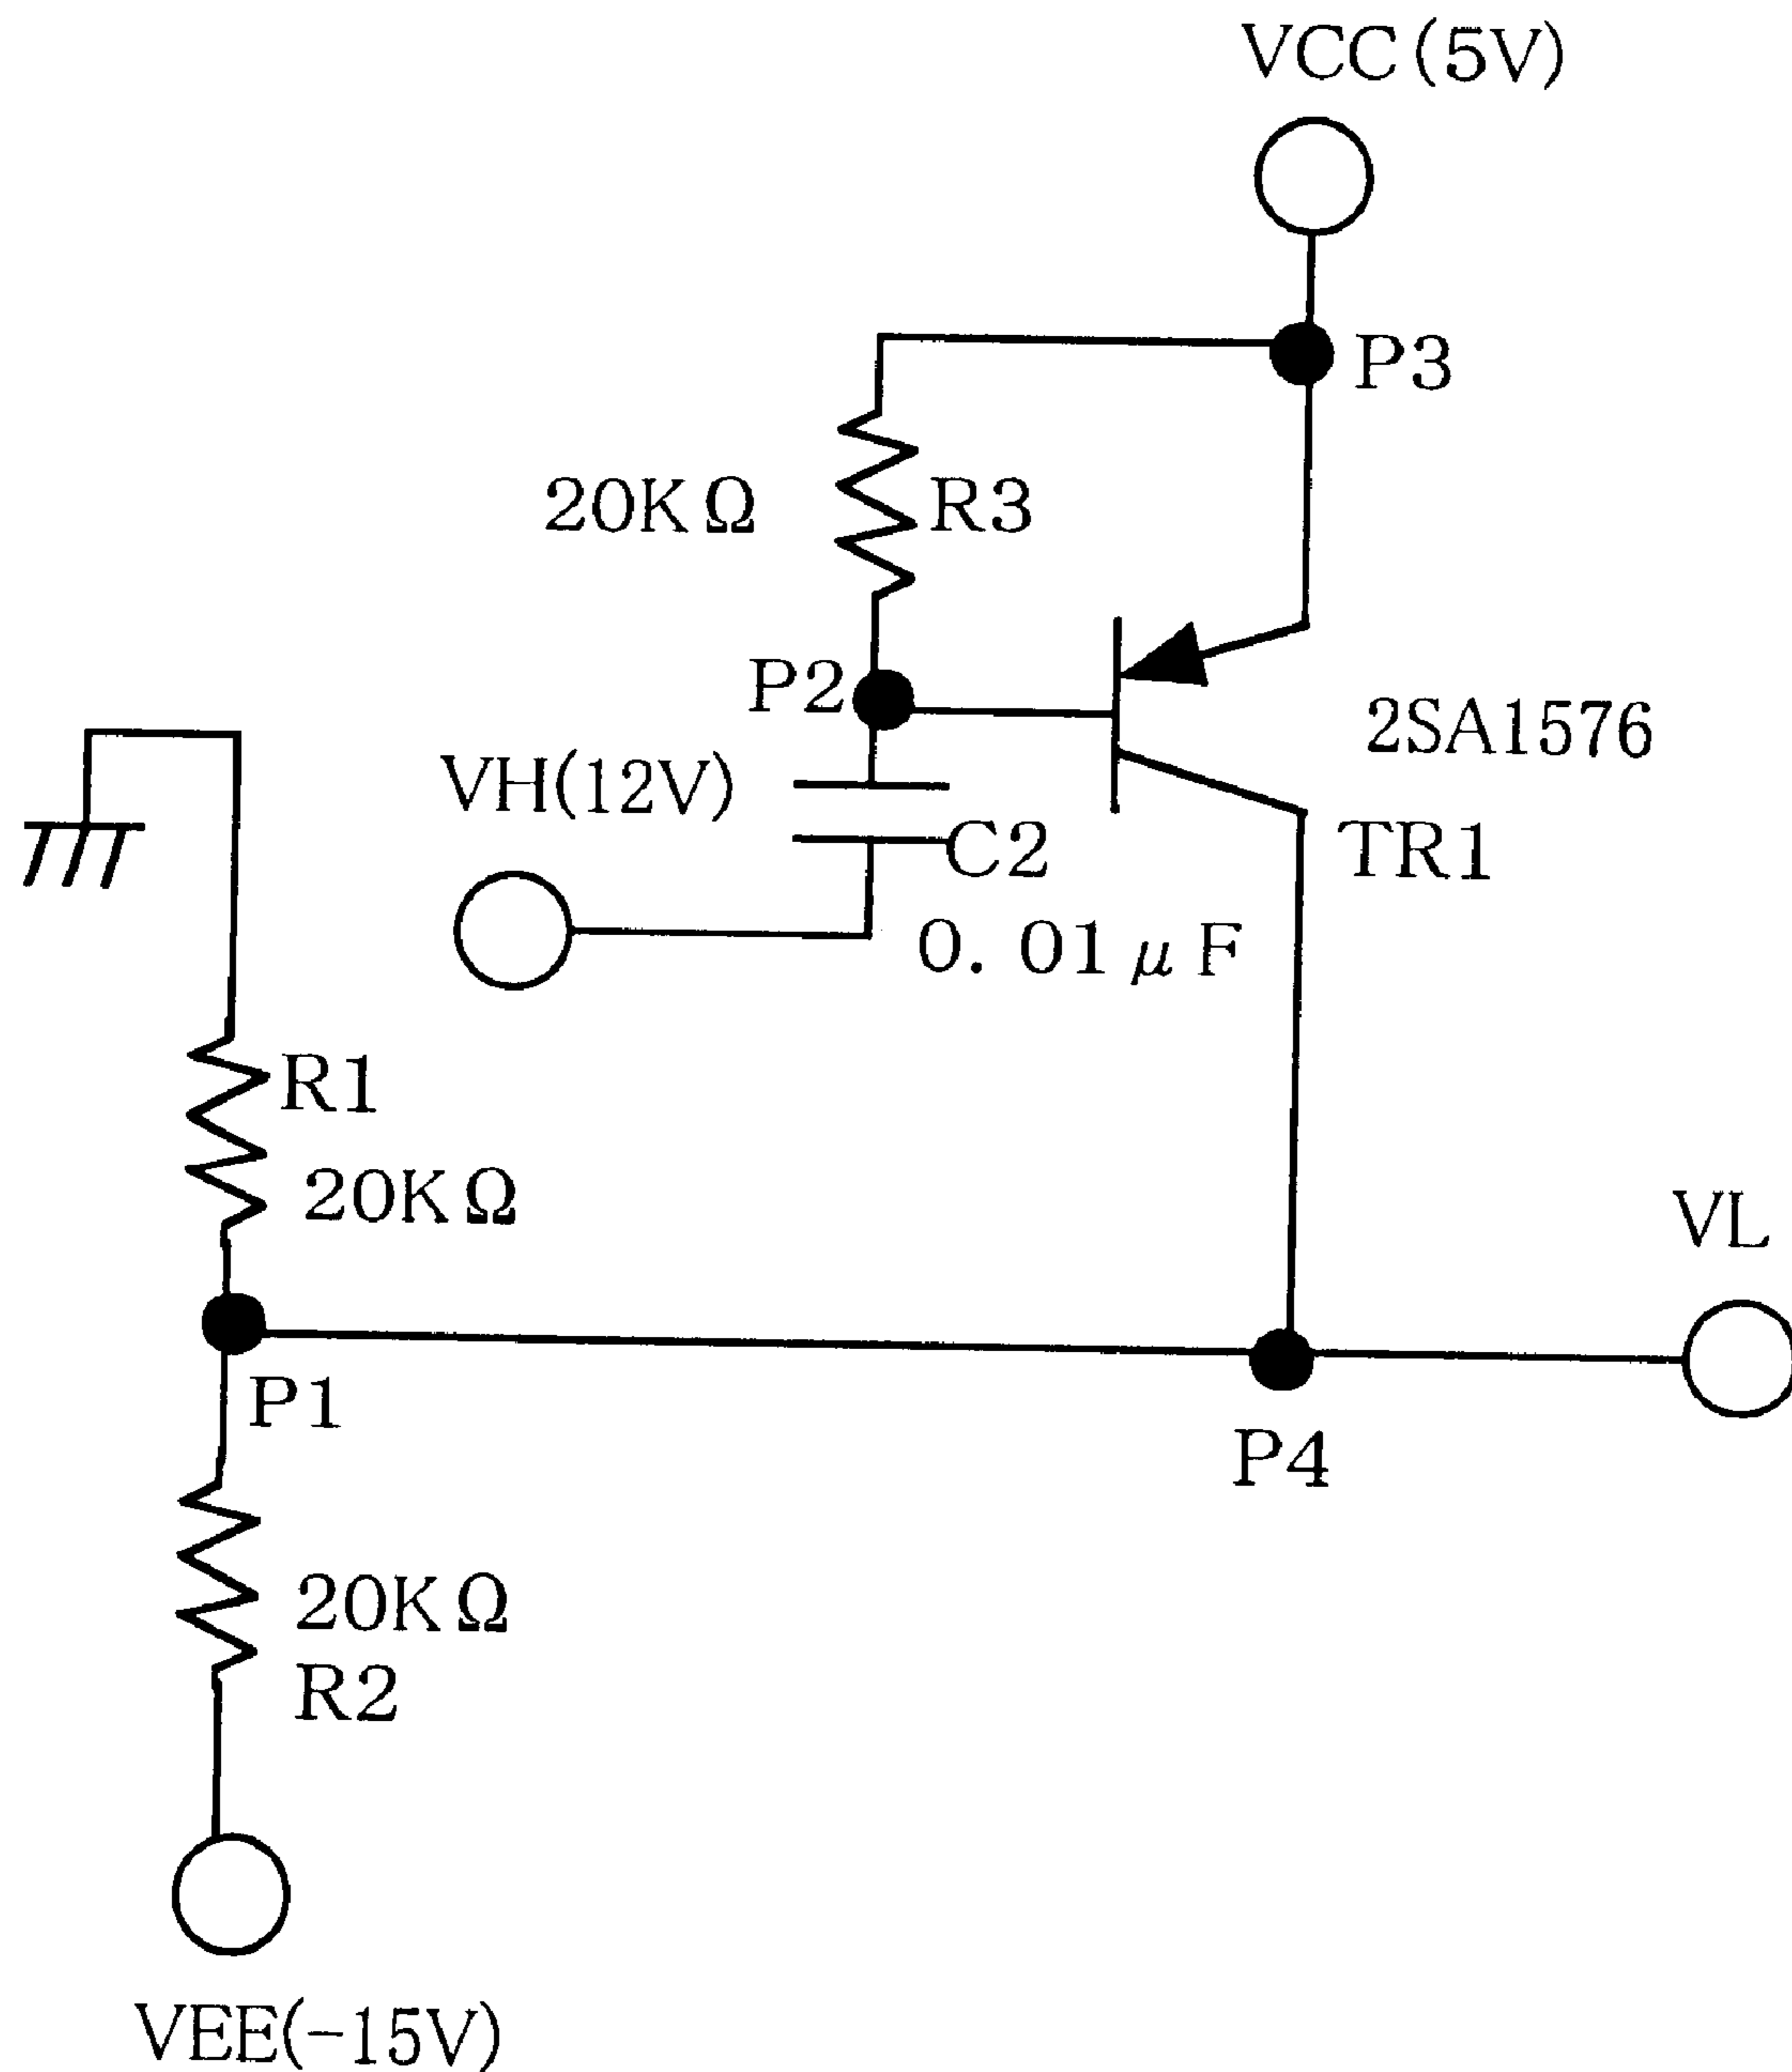 VCC(5V)
P3
20KΩ
R3
P2
2SA1576
VH(12V)
C2
TR1
0.01μF
R1
20KΩ
VL
P1
P4
20KΩ
R2
VEE(-15V)